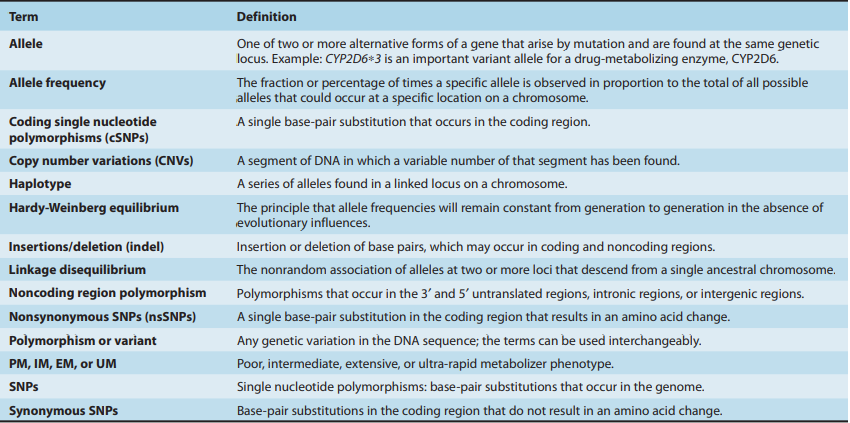 Term Definition
Allele One of two or more alternative forms of a gene that arise by mutation and are found at the same genetic
locus. Example: CYP2D6*3 is an important variant allele for a drug-metabolizing enzyme, CYP2D6.
Allele frequency The fraction or percentage of times a specific allele is observed in proportion to the total of all possible
alleles that could occur at a specific location on a chromosome.
Coding single nucleotide A single base-pair substitution that occurs in the coding region.
polymorphisms (cSNPs)
Copy number variations (CNVs) A segment of DNA in which a variable number of that segment has been found.
Haplotype A series of alleles found in a linked locus on a chromosome.
Hardy-Weinberg equilibrium The principle that allele frequencies will remain constant from generation to generation in the absence of
evolutionary influences.
Insertions/deletion (indel) Insertion or deletion of base pairs, which may occur in coding and noncoding regions.
Linkage disequilibrium The nonrandom association of alleles at two or more loci that descend from a single ancestral chromosome.
Noncoding region polymorphism Polymorphisms that occur in the 3′ and 5′ untranslated regions, intronic regions, or intergenic regions.
Nonsynonymous SNPs (nsSNPs) A single base-pair substitution in the coding region that results in an amino acid change.
Polymorphism or variant Any genetic variation in the DNA sequence; the terms can be used interchangeably.
PM, IM, EM, or UM Poor, intermediate, extensive, or ultra-rapid metabolizer phenotype.
SNPs Single nucleotide polymorphisms: base-pair substitutions that occur in the genome.
Synonymous SNPs Base-pair substitutions in the coding region that do not result in an amino acid change.